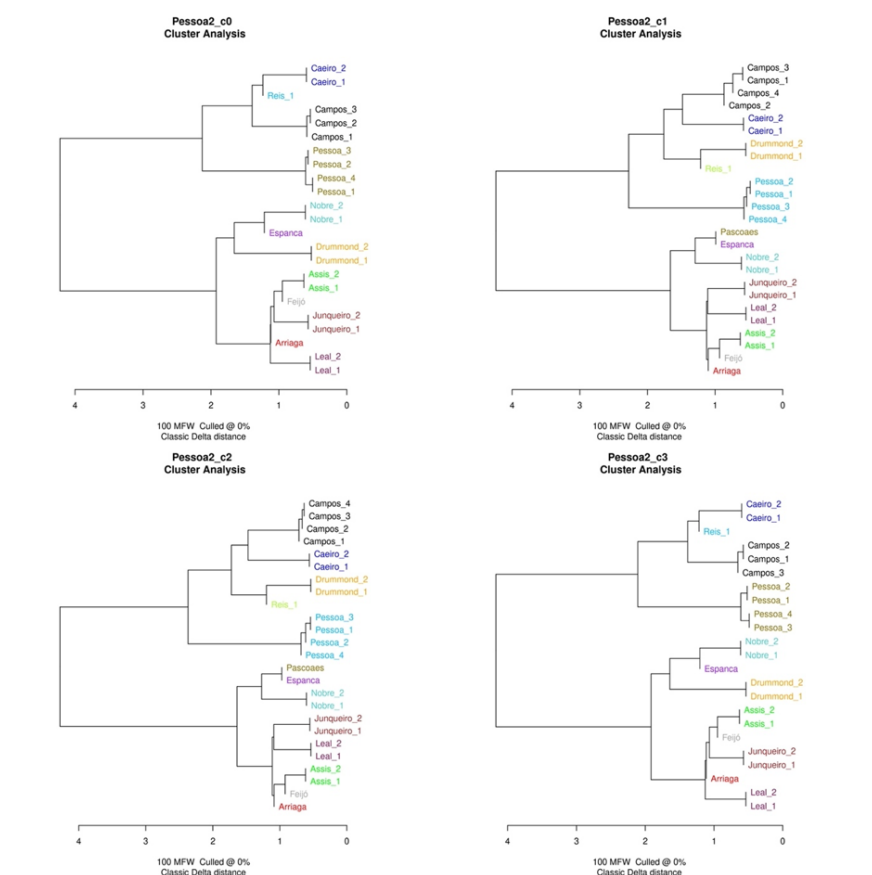 Pessoa2_c0
Cluster Analysis
Caeiro_2
Caeiro_1
Reis_1
Campos_3
Campos_2
Campos_1
Pessoa_3
Pessoa_2
Pessoa_4
Pessoa_1
Nobre_2
Nobre_1
Espanca
Drummond_2
Drummond_1
Assis_2
Assis_1
Feijó
Junqueiro_2
Junqueiro_1
Arriaga
Leal_2
Leal_1
4 3 2 1 0
100 MFW Culled @ 0%
Classic Delta distance
Pessoa2_c1
Cluster Analysis
Campos_3
Campos_1
Campos_4
Campos_2
Caeiro_2
Caeiro_1
Drummond_2
Drummond_1
Reis_1
Pessoa_2
Pessoa_1
Pessoa_3
Pessoa_4
Pascoaes
Espanca
Nobre_2
Nobre_1
Junqueiro_2
Junqueiro_1
Leal_2
Leal_1
Assis_2
Assis_1
Feijó
Arriaga
4 3 2 1 0
100 MFW Culled @ 0%
Classic Delta distance
Pessoa2_c2
Cluster Analysis
Campos_4
Campos_3
Campos_2
Campos_1
Caeiro_2
Caeiro_1
Drummond_2
Drummond_1
Reis_1
Pessoa_3
Pessoa_1
Pessoa_2
Pessoa_4
Pascoaes
Espanca
Nobre_2
Nobre_1
Junqueiro_2
Junqueiro_1
Leal_2
Leal_1
Assis_2
Assis_1
Feijó
Arriaga
4 3 2 1 0
100 MFW Culled @ 0%
Classic Delta distance
Pessoa2_c3
Cluster Analysis
Caeiro_2
Caeiro_1
Reis_1
Campos_2
Campos_1
Campos_3
Pessoa_2
Pessoa_1
Pessoa_4
Pessoa_3
Nobre_2
Nobre_1
Espanca
Drummond_2
Drummond_1
Assis_2
Assis_1
Feijó
Junqueiro_2
Junqueiro_1
Arriaga
Leal_2
Leal_1
4 3 2 1 0
100 MFW Culled @ 0%
Classic Delta distance